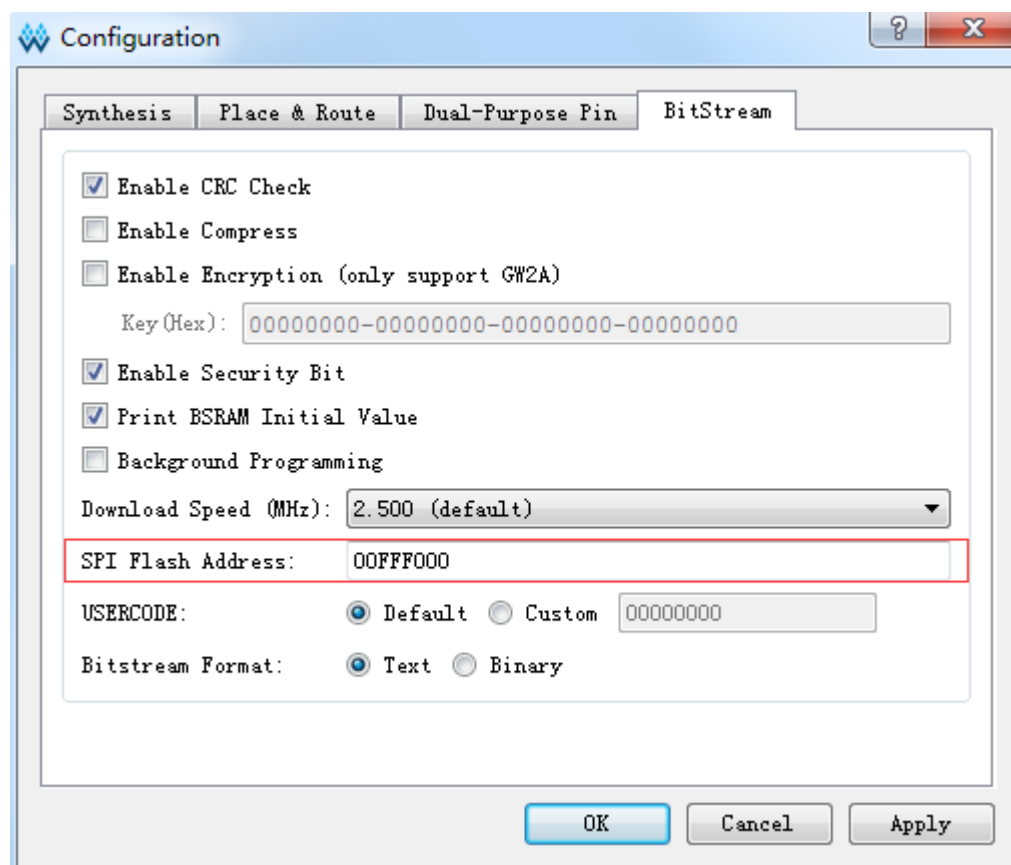 Configuration
Synthesis Place & Route Dual-Purpose Pin BitStream
Enable CRC Check
Enable Compress
Enable Encryption (only support GW2A)
Key(Hex): 00000000-00000000-00000000-00000000
Enable Security Bit
Print BSRAM Initial Value
Background Programming
Download Speed (MHz): 2.500 (default)
SPI Flash Address: 00FFF000
USERCODE: Default Custom 00000000
Bitstream Format: Text Binary
OK Cancel Apply